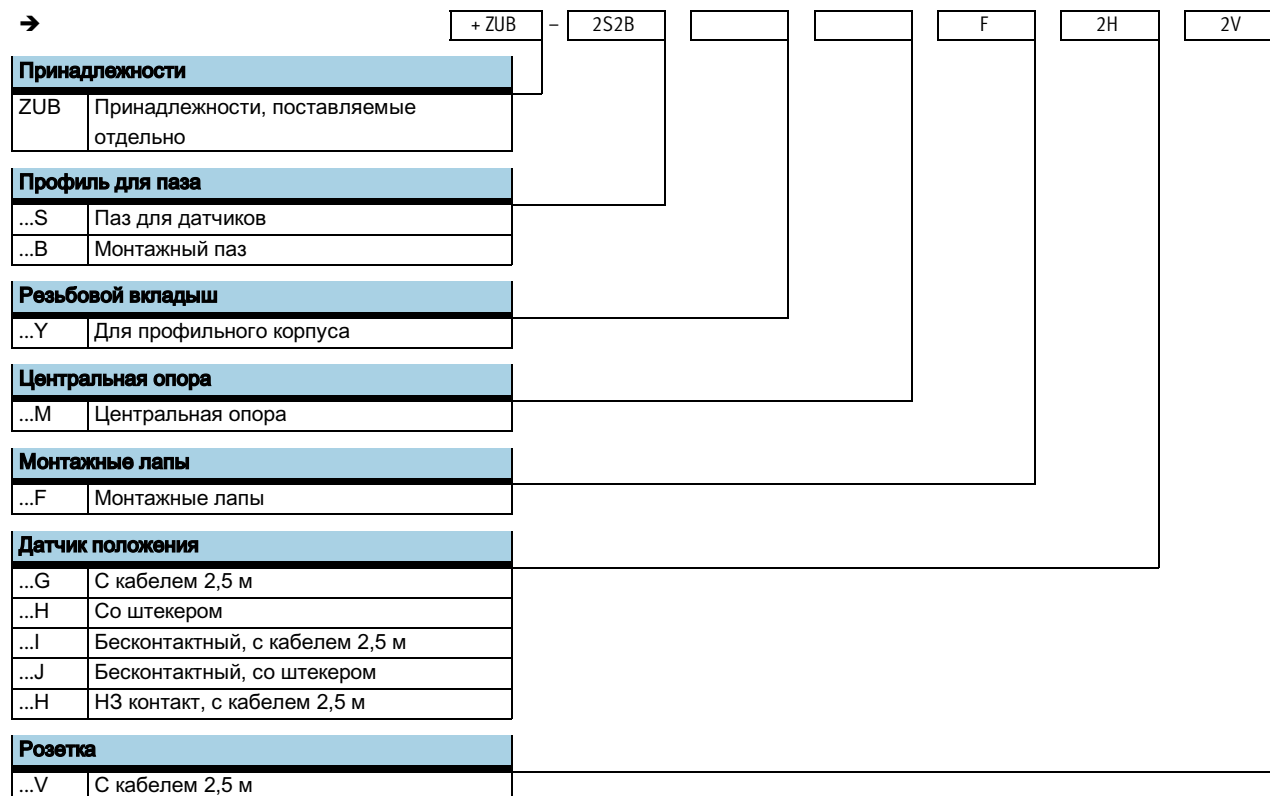 ➔ + ZUB – 2S2B F 2H 2V
Принадлежности
ZUB Принадлежности, поставляемые
отдельно
Профиль для паза
...S Паз для датчиков
...B Монтажный паз
Резьбовой вкладыш
...Y Для профильного корпуса
Центральная опора
...M Центральная опора
Монтажные лапы
...F Монтажные лапы
Датчик положения
...G С кабелем 2,5 м
...H Со штекером
...I Бесконтактный, с кабелем 2,5 м
...J Бесконтактный, со штекером
...H НЗ контакт, с кабелем 2,5 м
Розетка
...V С кабелем 2,5 м